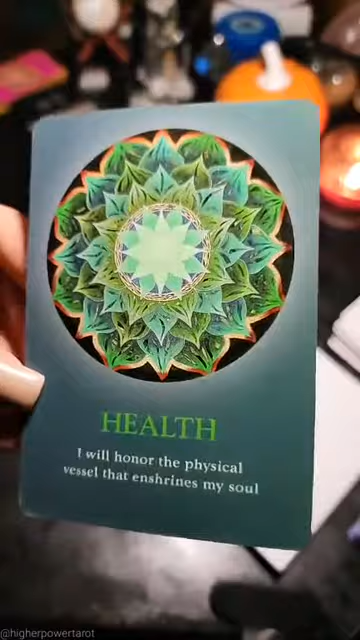 HEALTH
I will honor the physical
vessel that enshrines my soul
@higherpowertarot